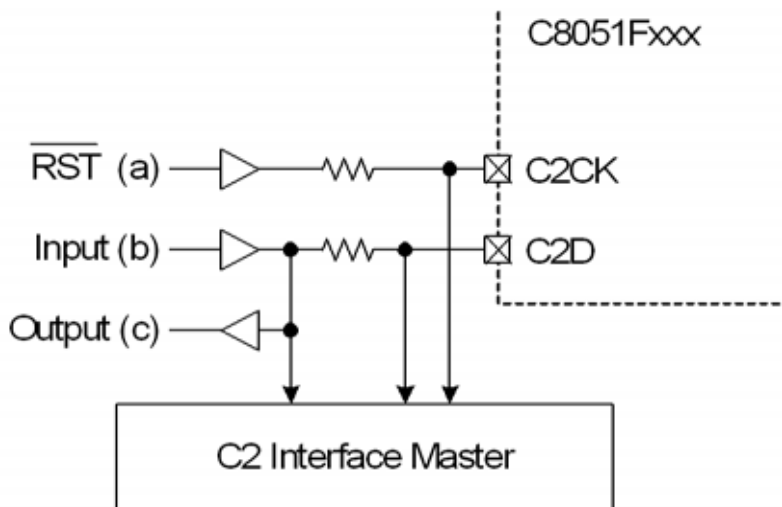 C8051Fxxx
RST (a)
C2CK
Input (b)
C2D
Output (c)
C2 Interface Master